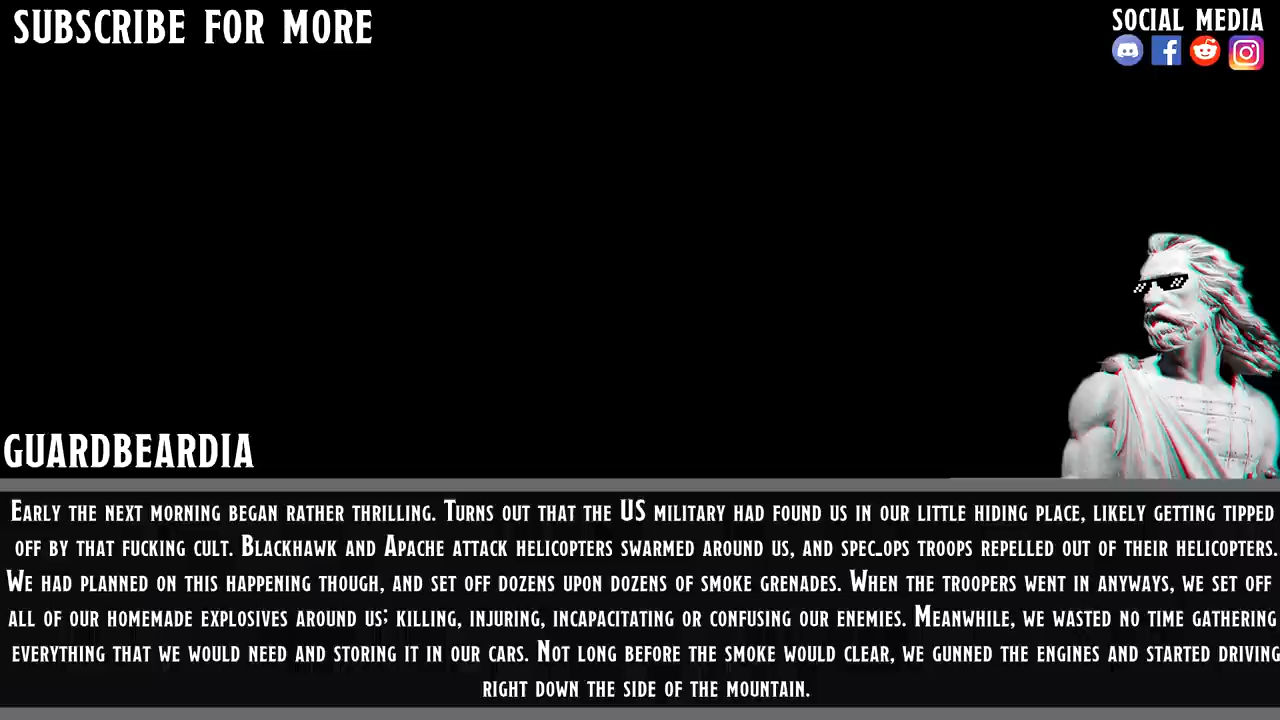 SUBSCRIBE FOR MORE
SOCIAL MEDIA
GUARDBEARDIA
EARLY THE NEXT MORNING BEGAN RATHER THRILLING. TURNS OUT THAT THE US MILITARY HAD FOUND US IN OUR LITTLE HIDING PLACE, LIKELY GETTING TIPPED
OFF BY THAT FUCKING CULT. BLACKHAWK AND APACHE ATTACK HELICOPTERS SWARMED AROUND US, AND SPEC_OPS TROOPS REPELLED OUT OF THEIR HELICOPTERS.
WE HAD PLANNED ON THIS HAPPENING THOUGH, AND SET OFF DOZENS UPON DOZENS OF SMOKE GRENADES. WHEN THE TROOPERS WENT IN ANYWAYS, WE SET OFF
ALL OF OUR HOMEMADE EXPLOSIVES AROUND US; KILLING, INJURING, INCAPACITATING OR CONFUSING OUR ENEMIES. MEANWHILE, WE WASTED NO TIME GATHERING
EVERYTHING THAT WE WOULD NEED AND STORING IT IN OUR CARS. NOT LONG BEFORE THE SMOKE WOULD CLEAR, WE GUNNED THE ENGINES AND STARTED DRIVING
RIGHT DOWN THE SIDE OF THE MOUNTAIN.